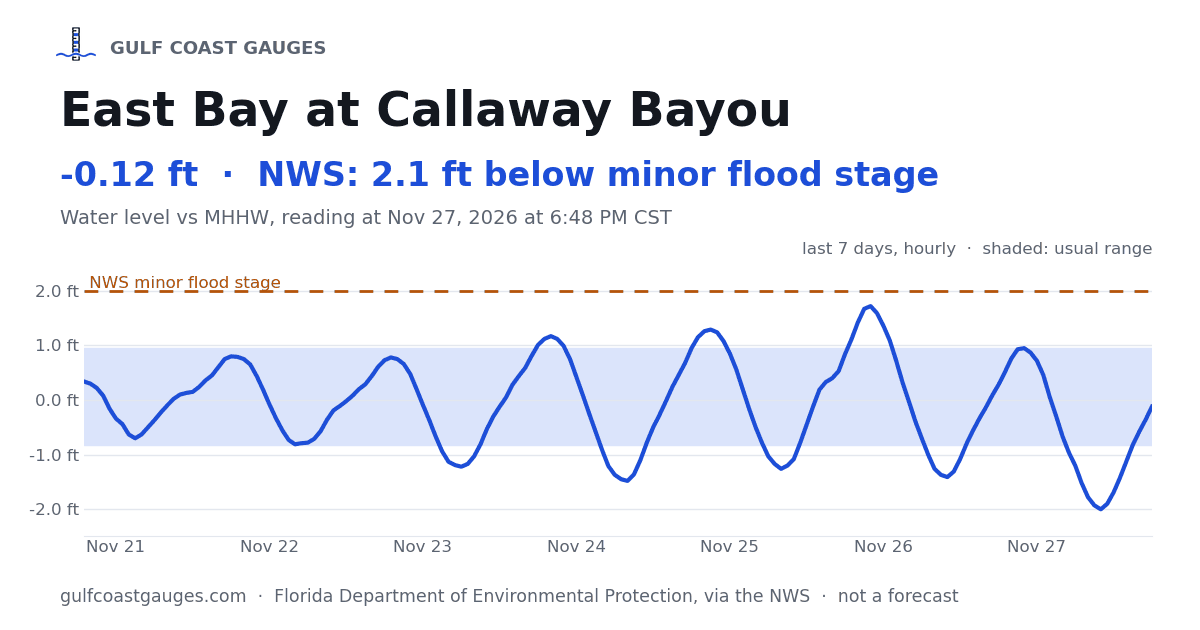 GULF COAST GAUGES
East Bay at Callaway Bayou
-0.12 ft · NWS: 2.1 ft below minor flood stage
Water level vs MHHW, reading at Nov 27, 2026 at 6:48 PM CST
last 7 days, hourly · shaded: usual range
NWS minor flood stage
2.0 ft
1.0 ft
0.0 ft
-1.0 ft
-2.0 ft
Nov 21 Nov 22 Nov 23 Nov 24 Nov 25 Nov 26 Nov 27
gulfcoastgauges.com · Florida Department of Environmental Protection, via the NWS · not a forecast